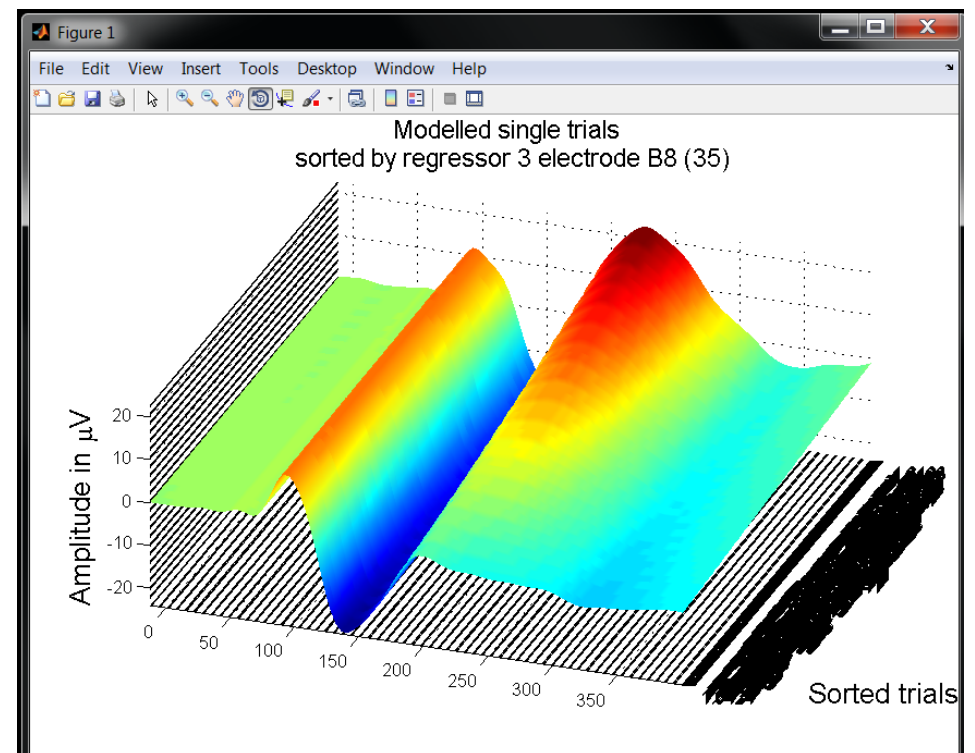 Figure 1
File Edit View Insert Tools Desktop Window Help
Modelled single trials
sorted by regressor 3 electrode B8 (35)
Amplitude in μV
20
10
0
-10
-20
0 50 100 150 200 250 300 350
Sorted trials